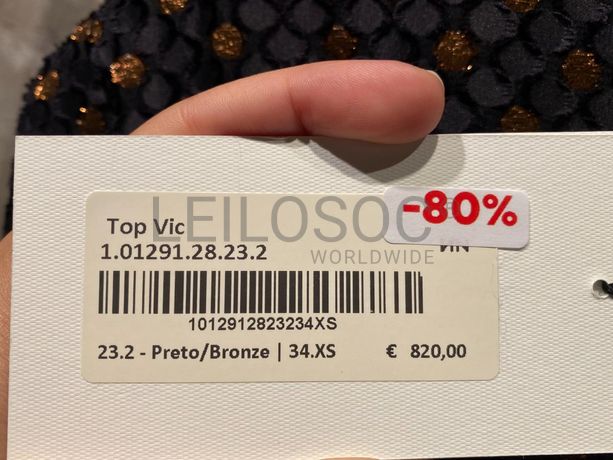 Top Vic
-80%
1.01291.28.23.2
LEILOSOC
WORLDWIDE
1012912823234XS
23.2 - Preto/Bronze | 34.XS € 820,00